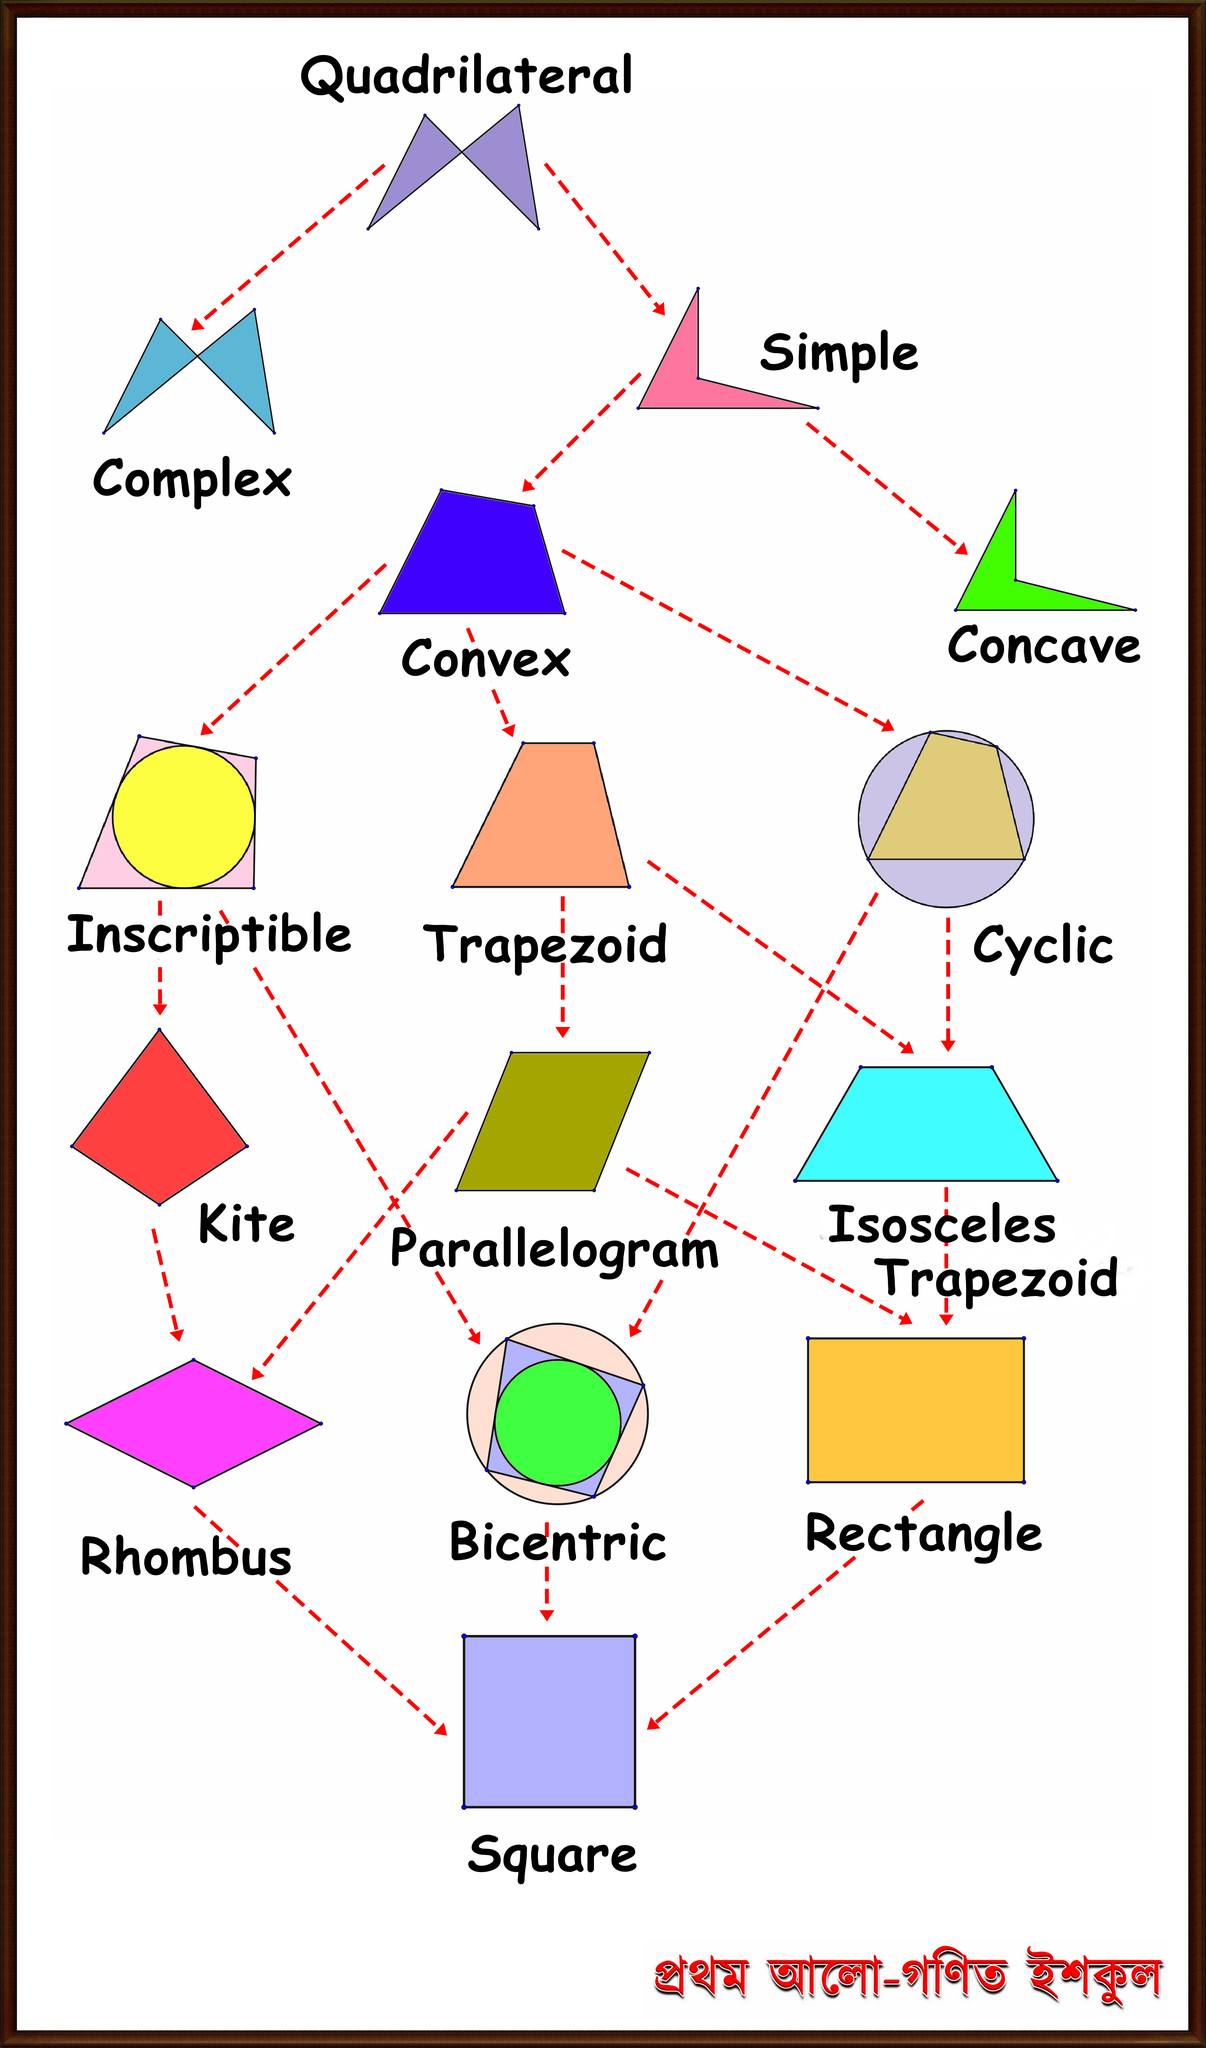 Quadrilateral
Simple
Complex
Convex
Concave
Inscriptible
Trapezoid
Cyclic
Kite
Parallelogram
Isosceles
Trapezoid
Rhombus
Bicentric
Rectangle
Square
প্রথম আলো-গণিত ইশকুল